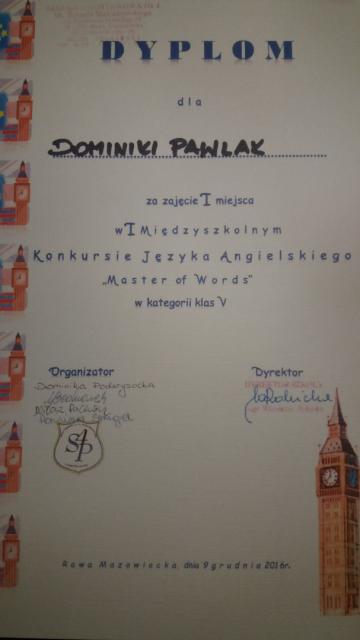 DYPLOM
dla
DOMINIKI PAWLAK
za zajęcie I miejsca
w I Międzyszkolnym
Konkursie Języka Angielskiego
„Master of Words"
w kategorii klas V
Organizator
Dyrektor
Dominika
Rawa Mazowiecka, dnia 9 grudnia 2016r.